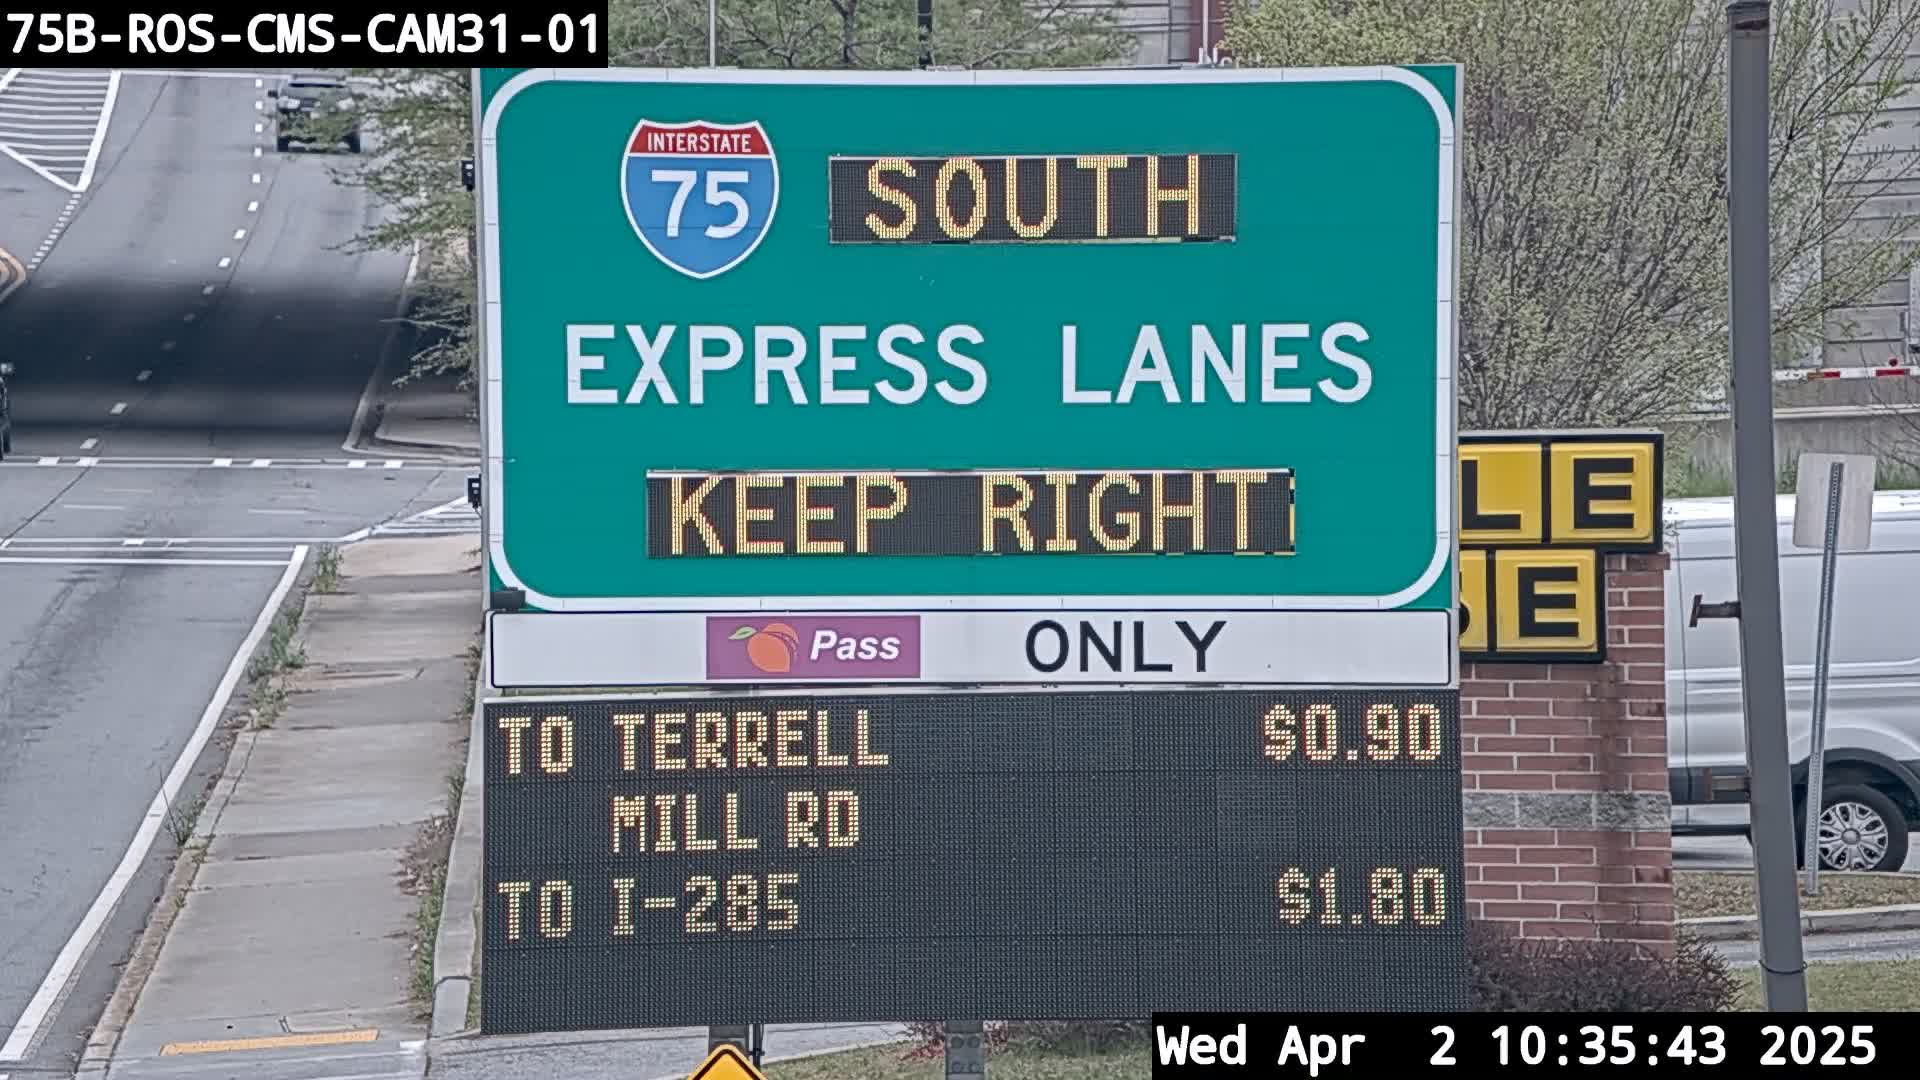 75B-ROS-CMS-CAM31-01
INTERSTATE
75
SOUTH
EXPRESS LANES
KEEP RIGHT
Pass ONLY
TO TERRELL $0.90
MILL RD
TO I-285 $1.80
LE
E
Wed Apr 2 10:35:43 2025